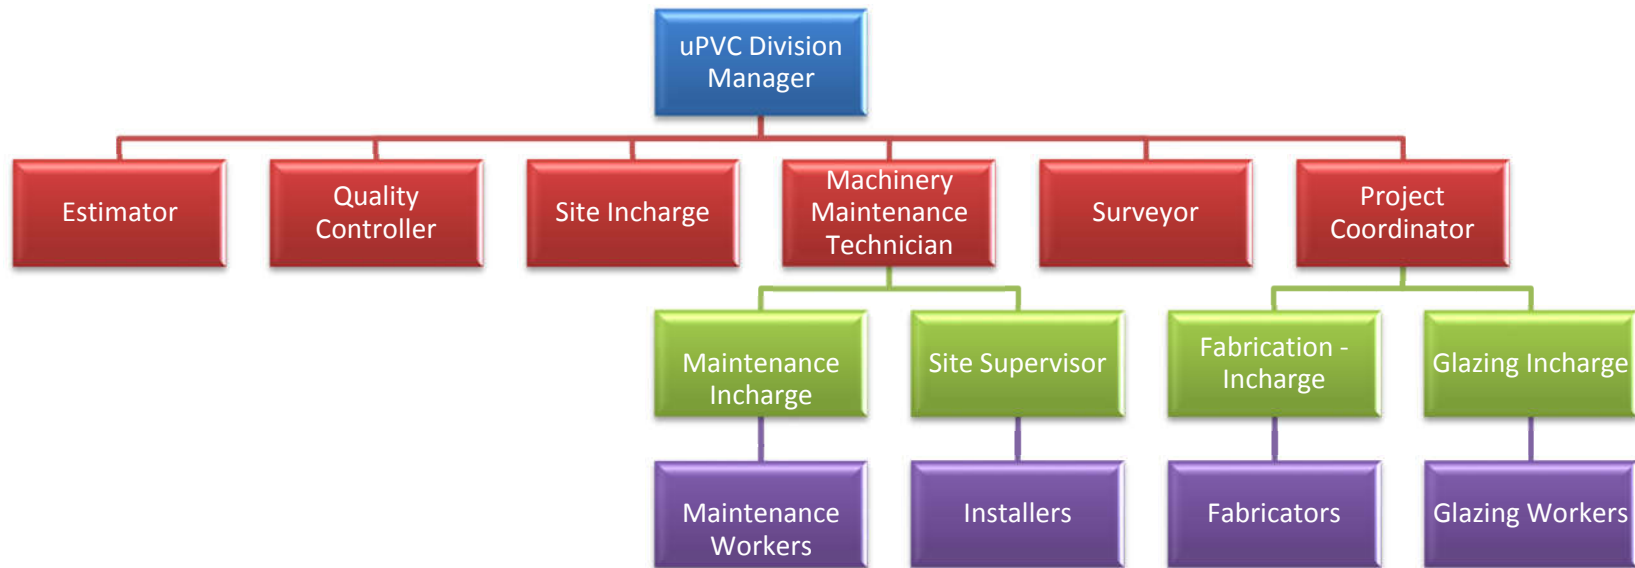 uPVC Division
Manager
Estimator
Quality
Controller
Site Incharge
Machinery
Maintenance
Technician
Surveyor
Project
Coordinator
Maintenance
Incharge
Site Supervisor
Fabrication -
Incharge
Glazing Incharge
Maintenance
Workers
Installers
Fabricators
Glazing Workers